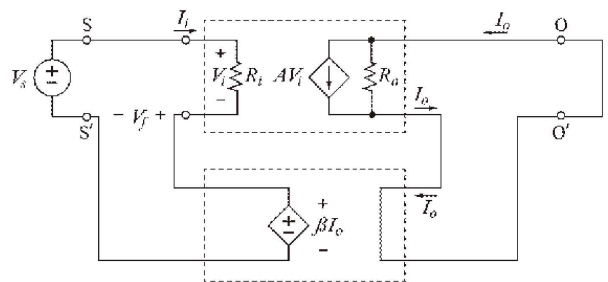 S I_i I_o O
V_s + − + V_i − R_i AV_i R_o
S' − V_f + I_o O'
+ − + βI_o − I_o